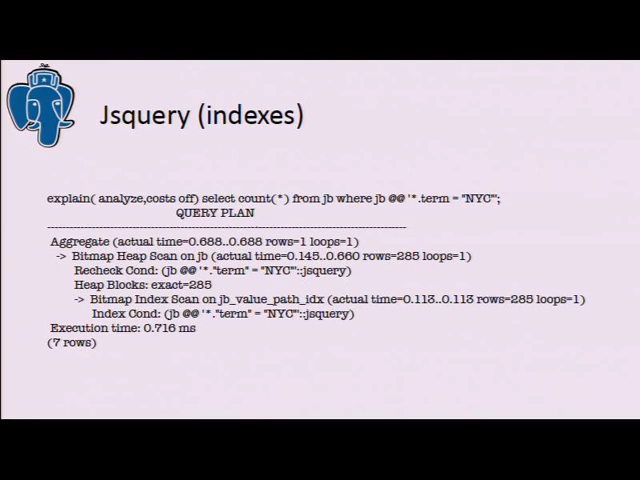 Jsquery (indexes)
explain( analyze,costs off) select count(*) from jb where jb @@ '*.term = "NYC"';
QUERY PLAN
--------------------------------------------------------------------------------
Aggregate (actual time=0.688..0.688 rows=1 loops=1)
-> Bitmap Heap Scan on jb (actual time=0.145..0.660 rows=285 loops=1)
Recheck Cond: (jb @@ '*."term" = "NYC"'::jsquery)
Heap Blocks: exact=285
-> Bitmap Index Scan on jb_value_path_idx (actual time=0.113..0.113 rows=285 loops=1)
Index Cond: (jb @@ '*."term" = "NYC"'::jsquery)
Execution time: 0.716 ms
(7 rows)